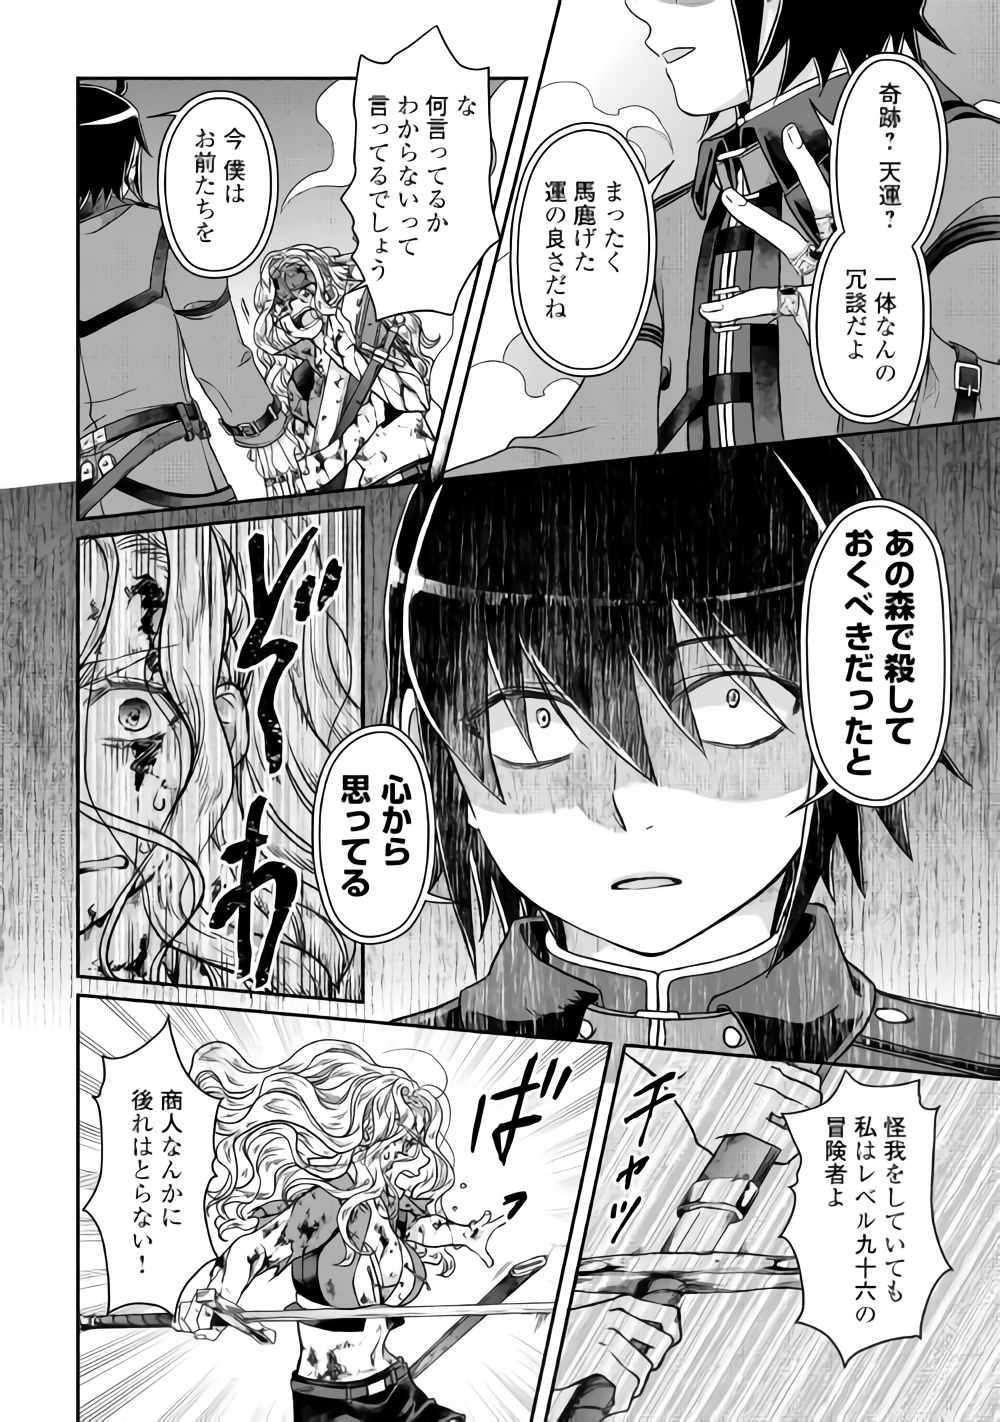 奇跡？天運？
一体なんの
冗談だよ
まったく
馬鹿げた
運の良さだね
な
何言ってるか
わからないって
言ってるでしょう
今 僕は
お前たちを
あの森で殺して
おくべきだったと
心から
思ってる
ぞわ
チャッ
怪我をしていても
私はレベル九十六の
冒険者よ
ばっ
商人なんかに
後れはとらない！